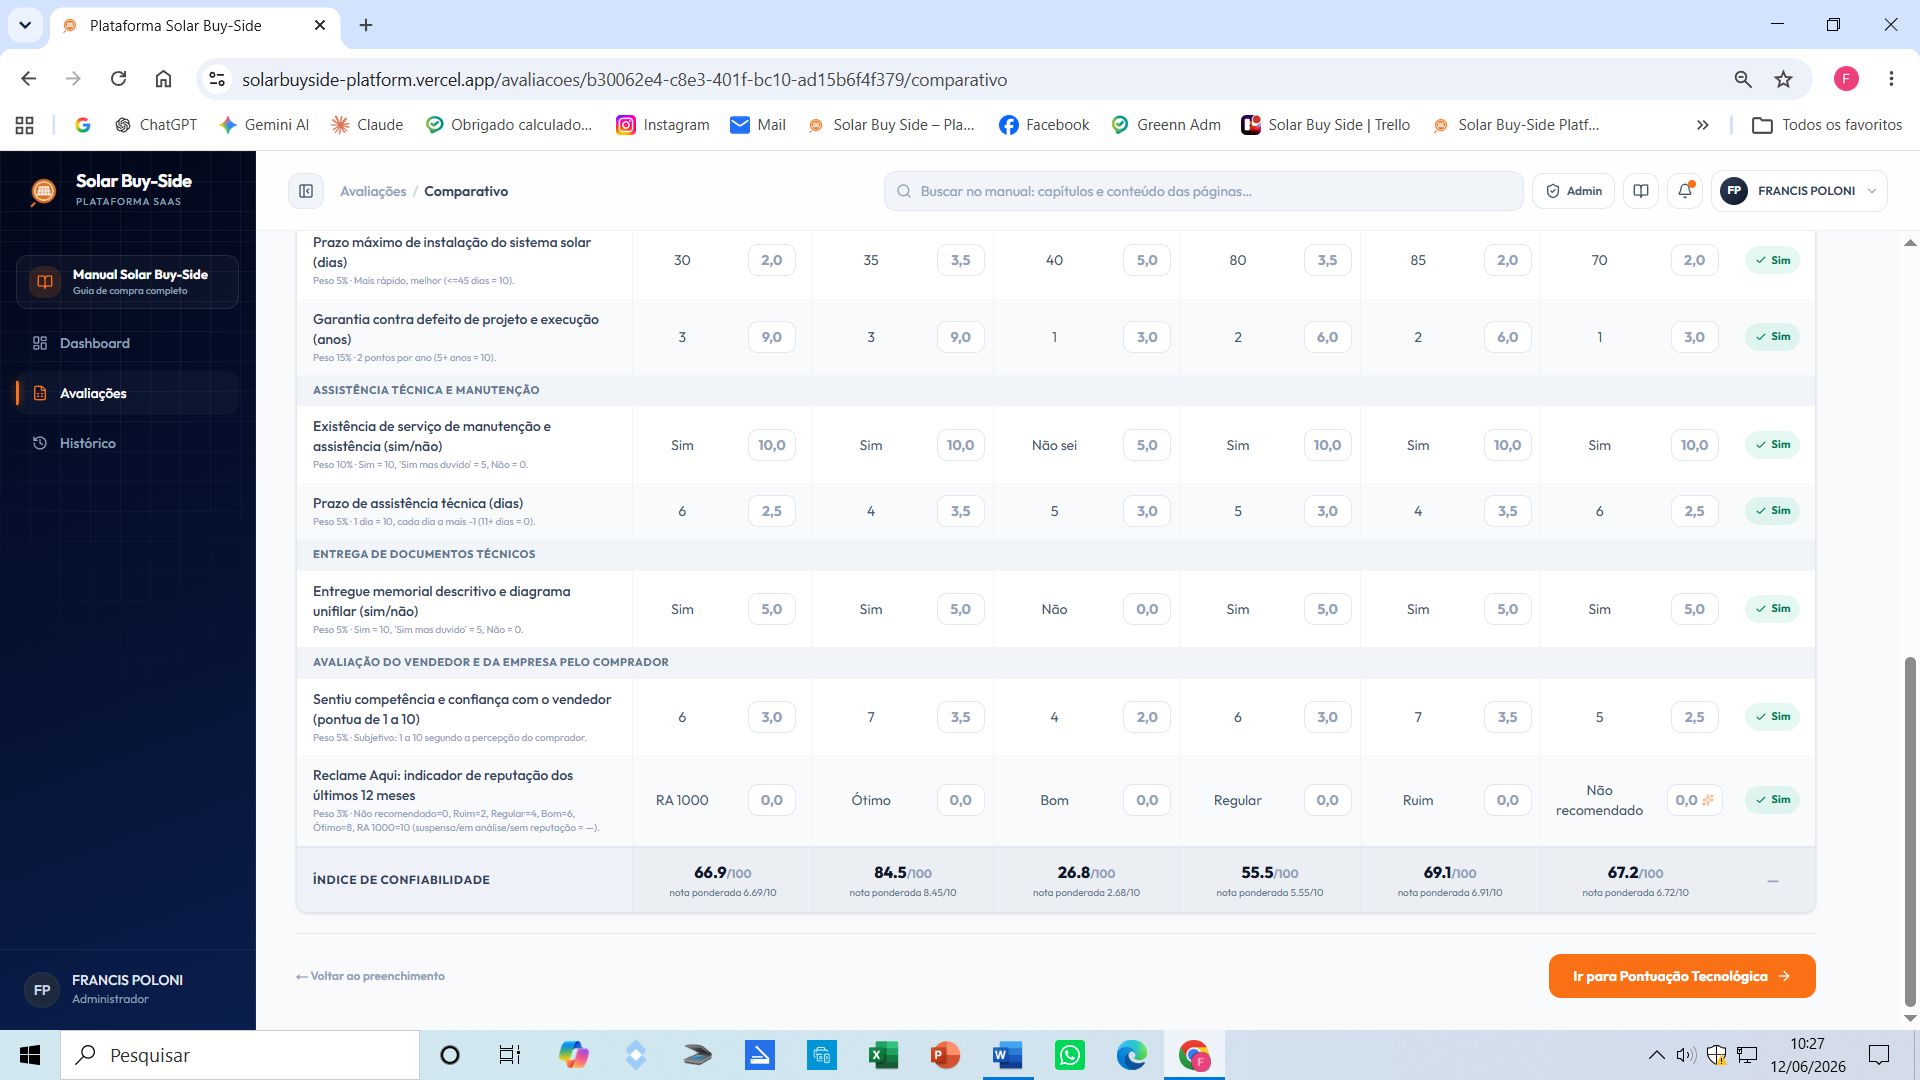 Plataforma Solar Buy-Side
solarbuyside-platform.vercel.app/avaliacoes/b30062e4-c8e3-401f-bc10-ad15b6f4f379/comparativo
F
ChatGPT
Gemini AI
Claude
Obrigado calculado...
Instagram
Mail
Solar Buy Side – Pla...
Facebook
Greenn Adm
Solar Buy Side | Trello
Solar Buy-Side Platf...
Todos os favoritos
Solar Buy-Side
PLATAFORMA SAAS
Manual Solar Buy-Side
Guia de compra completo
Dashboard
Avaliações
Histórico
FP
FRANCIS POLONI
Administrador
Avaliações / Comparativo
Buscar no manual: capítulos e conteúdo das páginas...
Admin
FP FRANCIS POLONI
Prazo máximo de instalação do sistema solar
(dias)
Peso 5% · Mais rápido, melhor (<=45 dias = 10).
30 2,0 35 3,5 40 5,0 80 3,5 85 2,0 70 2,0 Sim
Garantia contra defeito de projeto e execução
(anos)
Peso 15% · 2 pontos por ano (5+ anos = 10).
3 9,0 3 9,0 1 3,0 2 6,0 2 6,0 1 3,0 Sim
ASSISTÊNCIA TÉCNICA E MANUTENÇÃO
Existência de serviço de manutenção e
assistência (sim/não)
Peso 10% · Sim = 10, 'Sim mas duvido' = 5, Não = 0.
Sim 10,0 Sim 10,0 Não sei 5,0 Sim 10,0 Sim 10,0 Sim 10,0 Sim
Prazo de assistência técnica (dias)
Peso 5% · 1 dia = 10, cada dia a mais -1 (11+ dias = 0).
6 2,5 4 3,5 5 3,0 5 3,0 4 3,5 6 2,5 Sim
ENTREGA DE DOCUMENTOS TÉCNICOS
Entregue memorial descritivo e diagrama
unifilar (sim/não)
Peso 5% · Sim = 10, 'Sim mas duvido' = 5, Não = 0.
Sim 5,0 Sim 5,0 Não 0,0 Sim 5,0 Sim 5,0 Sim 5,0 Sim
AVALIAÇÃO DO VENDEDOR E DA EMPRESA PELO COMPRADOR
Sentiu competência e confiança com o vendedor
(pontua de 1 a 10)
Peso 5% · Subjetivo: 1 a 10 segundo a percepção do comprador.
6 3,0 7 3,5 4 2,0 6 3,0 7 3,5 5 2,5 Sim
Reclame Aqui: indicador de reputação dos
últimos 12 meses
Peso 3% · Não recomendado=0, Ruim=2, Regular=4, Bom=6,
Ótimo=8, RA 1000=10 (suspensa/em análise/sem reputação = —).
RA 1000 0,0 Ótimo 0,0 Bom 0,0 Regular 0,0 Ruim 0,0 Não recomendado 0,0 Sim
ÍNDICE DE CONFIABILIDADE
66.9/100 84.5/100 26.8/100 55.5/100 69.1/100 67.2/100 —
nota ponderada 6.69/10 nota ponderada 8.45/10 nota ponderada 2.68/10 nota ponderada 5.55/10 nota ponderada 6.91/10 nota ponderada 6.72/10
← Voltar ao preenchimento
Ir para Pontuação Tecnológica →
Pesquisar
10:27
12/06/2026